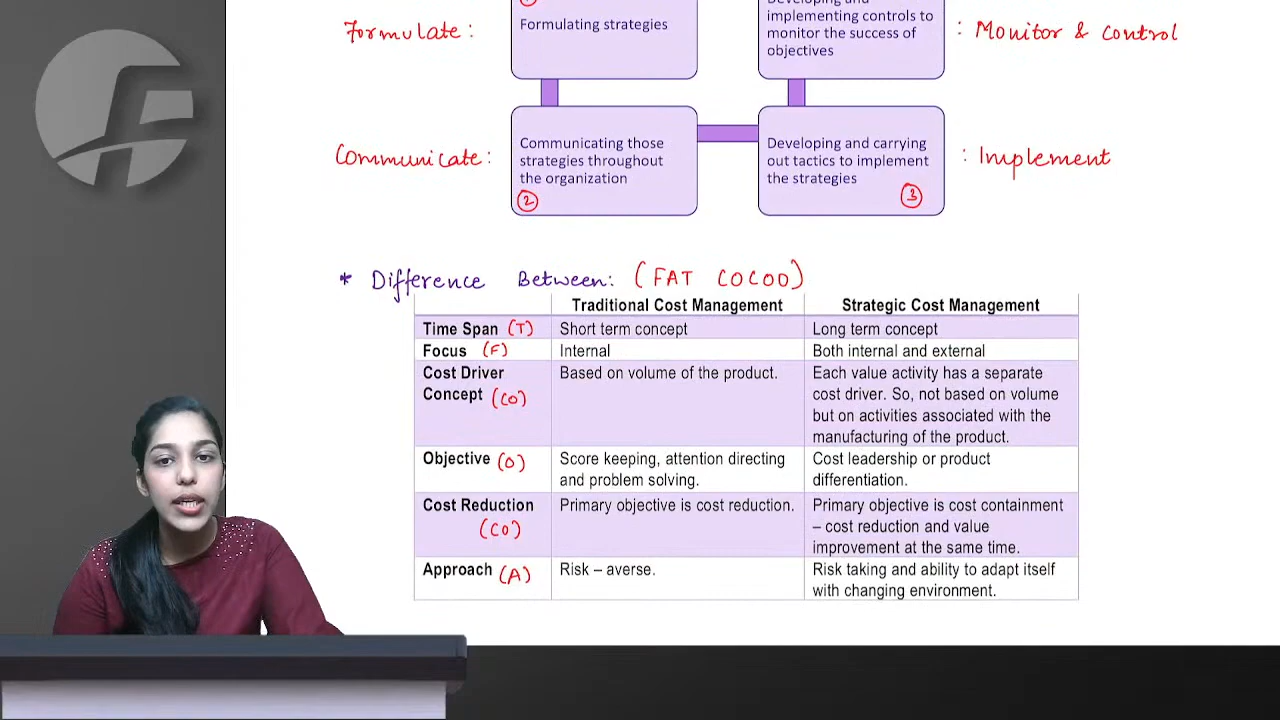 ①
Formulating strategies
Formulate :
Developing and
implementing controls to
monitor the success of
objectives
: Monitor & control
Communicate :
Communicating those
strategies throughout
the organization
②
Developing and carrying
out tactics to implement
the strategies
③
: Implement
* Difference Between: (FAT COCOO)
Traditional Cost Management Strategic Cost Management
Time Span (T) Short term concept Long term concept
Focus (F) Internal Both internal and external
Cost Driver Based on volume of the product. Each value activity has a separate
Concept (CO) cost driver. So, not based on volume
but on activities associated with the
manufacturing of the product.
Objective (O) Score keeping, attention directing Cost leadership or product
and problem solving. differentiation.
Cost Reduction Primary objective is cost reduction. Primary objective is cost containment
(CO) – cost reduction and value
improvement at the same time.
Approach (A) Risk – averse. Risk taking and ability to adapt itself
with changing environment.